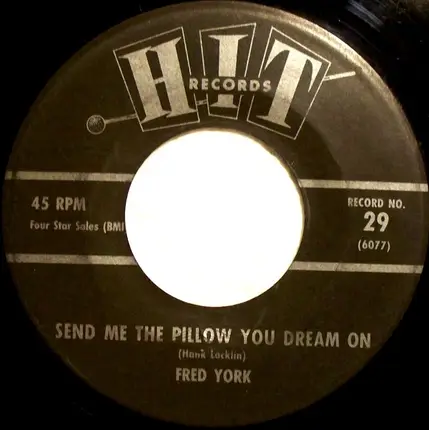 HIT
RECORDS
45 RPM
Four Star Sales (BMI
RECORD NO.
29
(6077)
SEND ME THE PILLOW YOU DREAM ON
(Hank Locklin)
FRED YORK